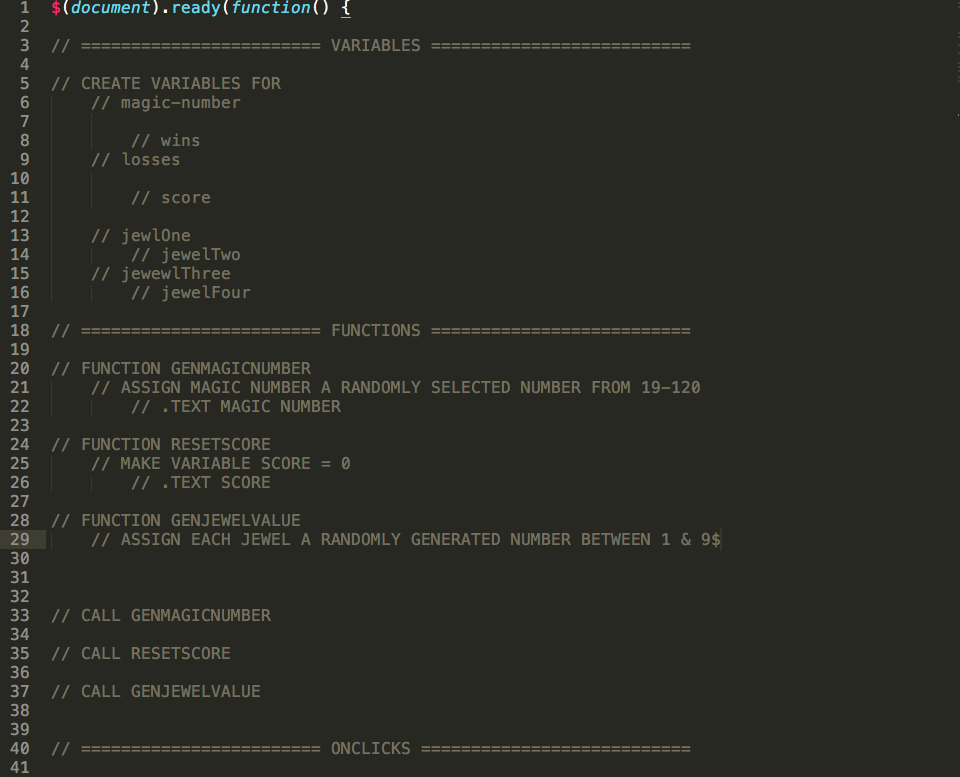 1 $(document).ready(function() {
2
3 // ======================== VARIABLES ==========================
4
5 // CREATE VARIABLES FOR
6 // magic-number
7
8 // wins
9 // losses
10
11 // score
12
13 // jewlOne
14 // jewelTwo
15 // jewewlThree
16 // jewelFour
17
18 // ======================== FUNCTIONS ==========================
19
20 // FUNCTION GENMAGICNUMBER
21 // ASSIGN MAGIC NUMBER A RANDOMLY SELECTED NUMBER FROM 19-120
22 // .TEXT MAGIC NUMBER
23
24 // FUNCTION RESETSCORE
25 // MAKE VARIABLE SCORE = 0
26 // .TEXT SCORE
27
28 // FUNCTION GENJEWELVALUE
29 // ASSIGN EACH JEWEL A RANDOMLY GENERATED NUMBER BETWEEN 1 & 9$
30
31
32
33 // CALL GENMAGICNUMBER
34
35 // CALL RESETSCORE
36
37 // CALL GENJEWELVALUE
38
39
40 // ======================== ONCLICKS ===========================
41